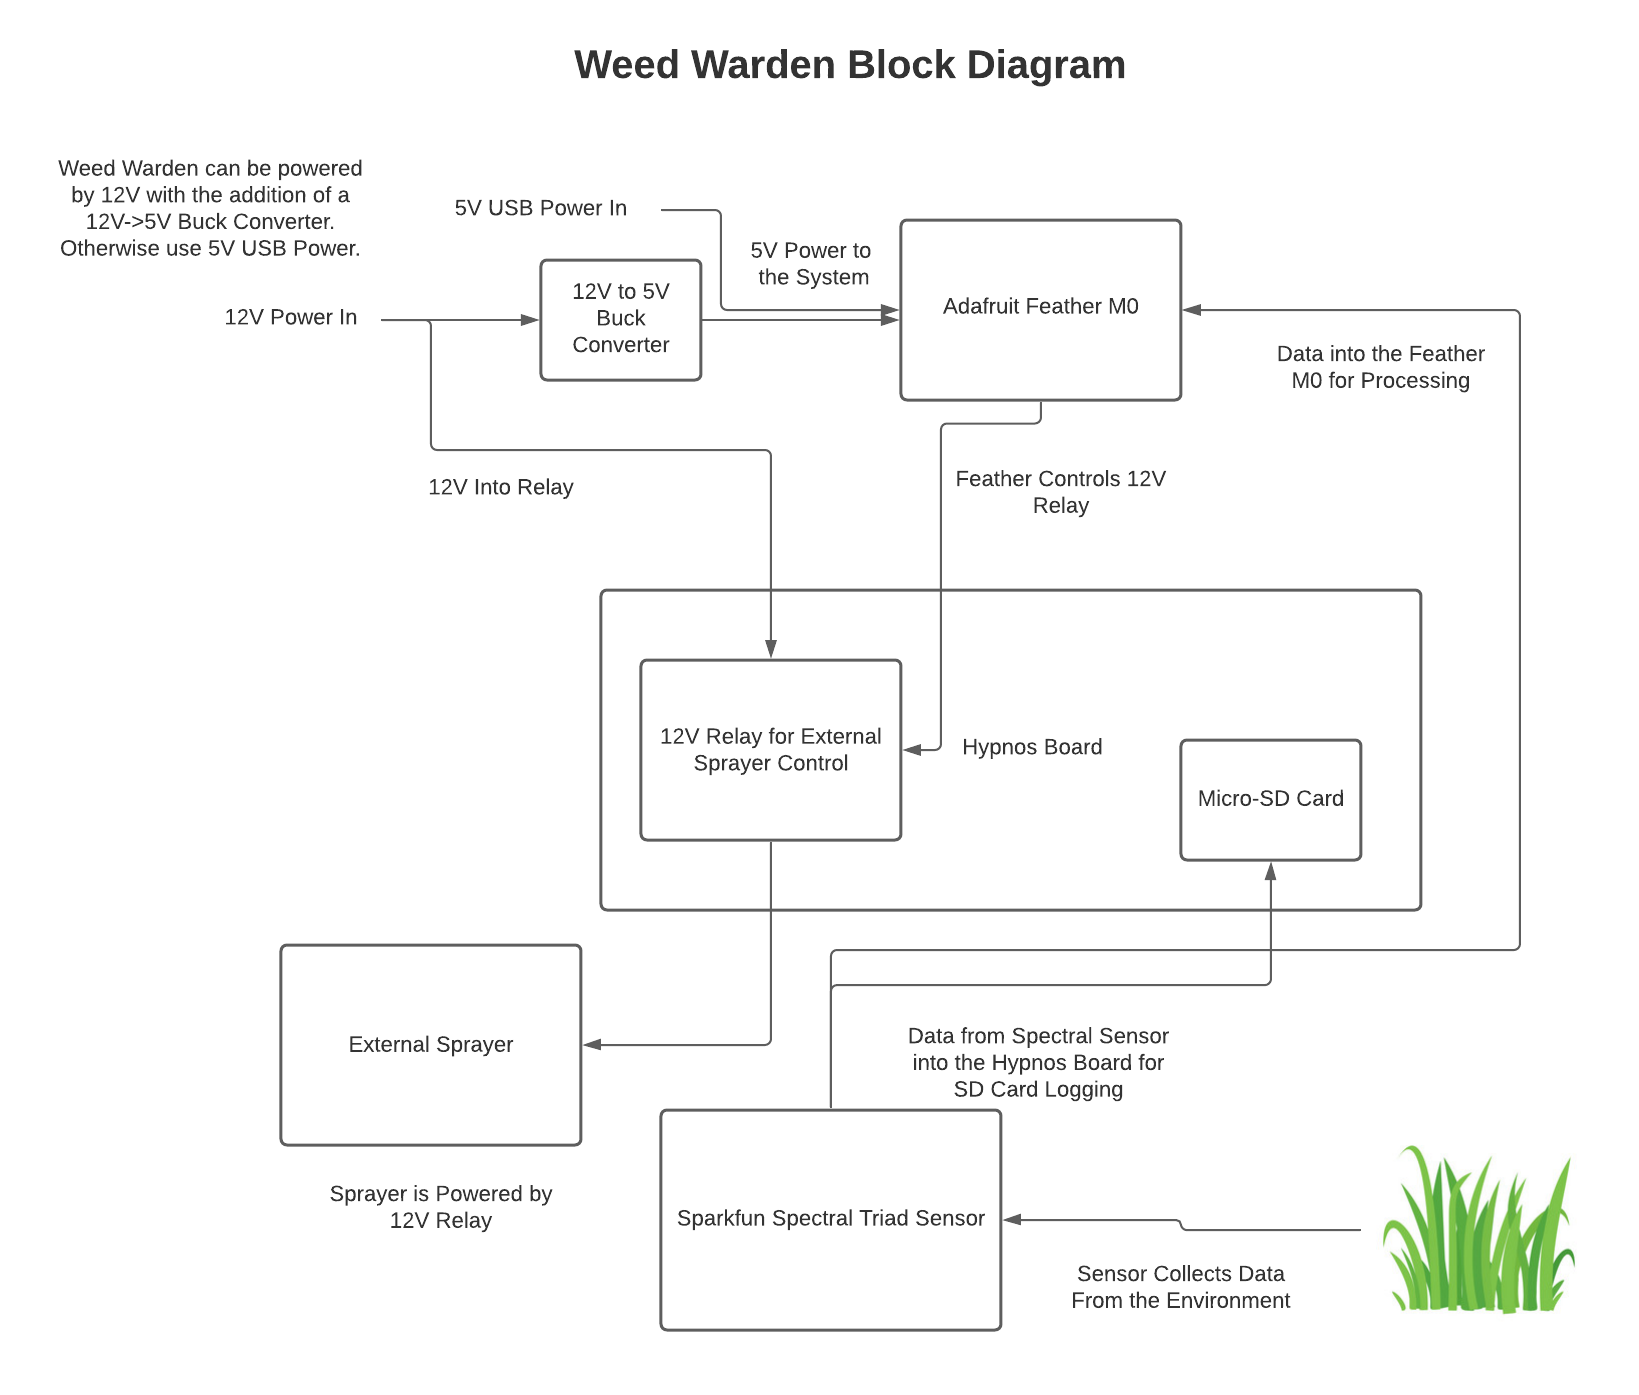 Weed Warden Block Diagram
Weed Warden can be powered
by 12V with the addition of a
12V->5V Buck Converter.
Otherwise use 5V USB Power.
5V USB Power In
5V Power to
the System
12V Power In
12V to 5V
Buck
Converter
Adafruit Feather M0
Data into the Feather
M0 for Processing
12V Into Relay
Feather Controls 12V
Relay
12V Relay for External
Sprayer Control
Hypnos Board
Micro-SD Card
External Sprayer
Data from Spectral Sensor
into the Hypnos Board for
SD Card Logging
Sprayer is Powered by
12V Relay
Sparkfun Spectral Triad Sensor
Sensor Collects Data
From the Environment